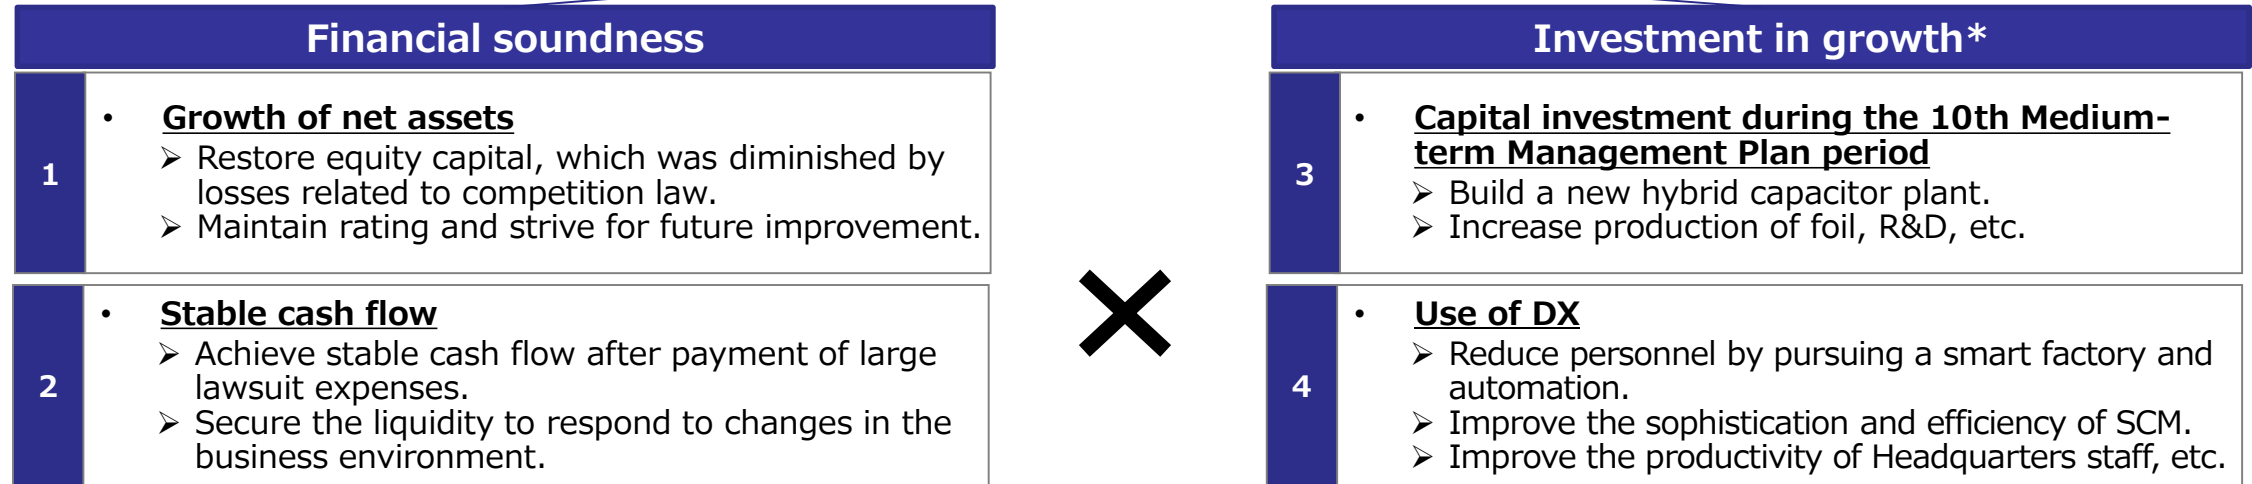 Financial soundness
1
• Growth of net assets
➢ Restore equity capital, which was diminished by
losses related to competition law.
➢ Maintain rating and strive for future improvement.
2
• Stable cash flow
➢ Achieve stable cash flow after payment of large
lawsuit expenses.
➢ Secure the liquidity to respond to changes in the
business environment.
Investment in growth*
3
• Capital investment during the 10th Medium-
term Management Plan period
➢ Build a new hybrid capacitor plant.
➢ Increase production of foil, R&D, etc.
4
• Use of DX
➢ Reduce personnel by pursuing a smart factory and
automation.
➢ Improve the sophistication and efficiency of SCM.
➢ Improve the productivity of Headquarters staff, etc.